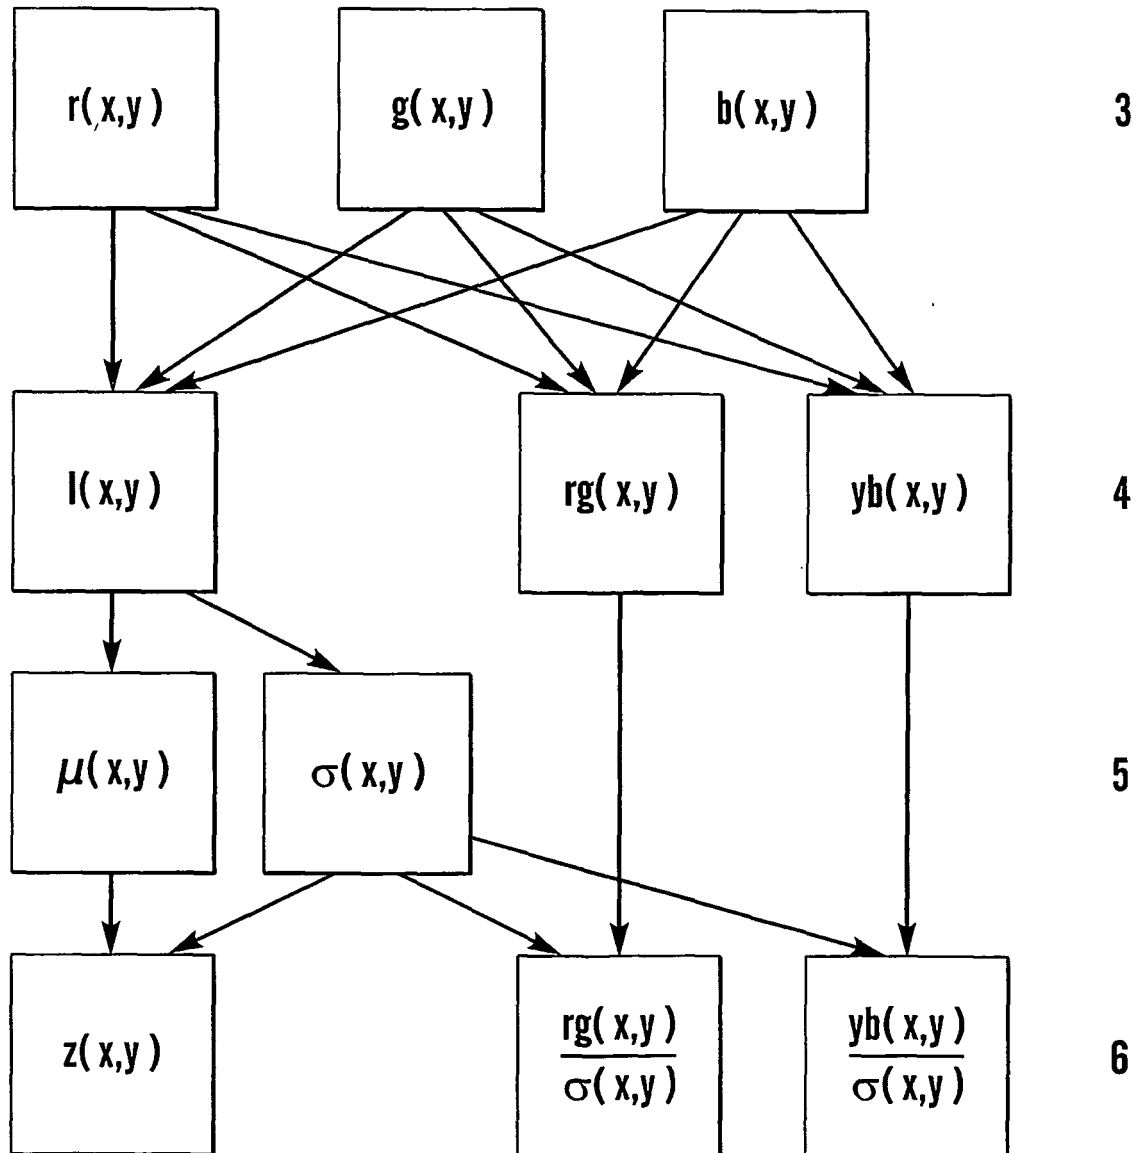 r(x,y) g(x,y) b(x,y) 3
l(x,y) rg(x,y) yb(x,y) 4
μ(x,y) σ(x,y) 5
z(x,y) rg(x,y) yb(x,y) 6
σ(x,y) σ(x,y)